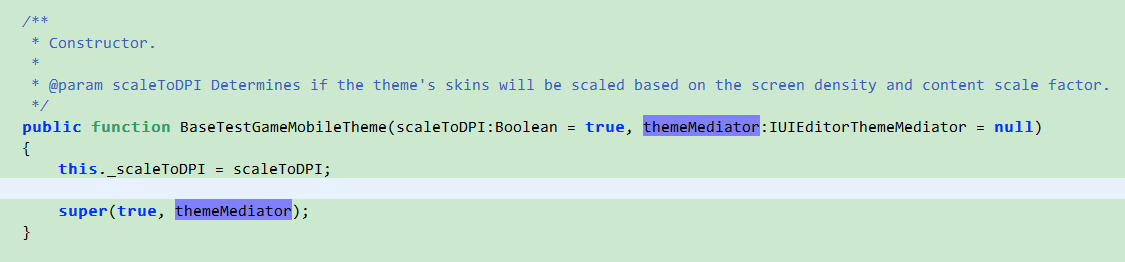 /**
 * Constructor.
 *
 * @param scaleToDPI Determines if the theme's skins will be scaled based on the screen density and content scale factor.
 */
public function BaseTestGameMobileTheme(scaleToDPI:Boolean = true, themeMediator:IUIEditorThemeMediator = null)
{
    this._scaleToDPI = scaleToDPI;

    super(true, themeMediator);
}